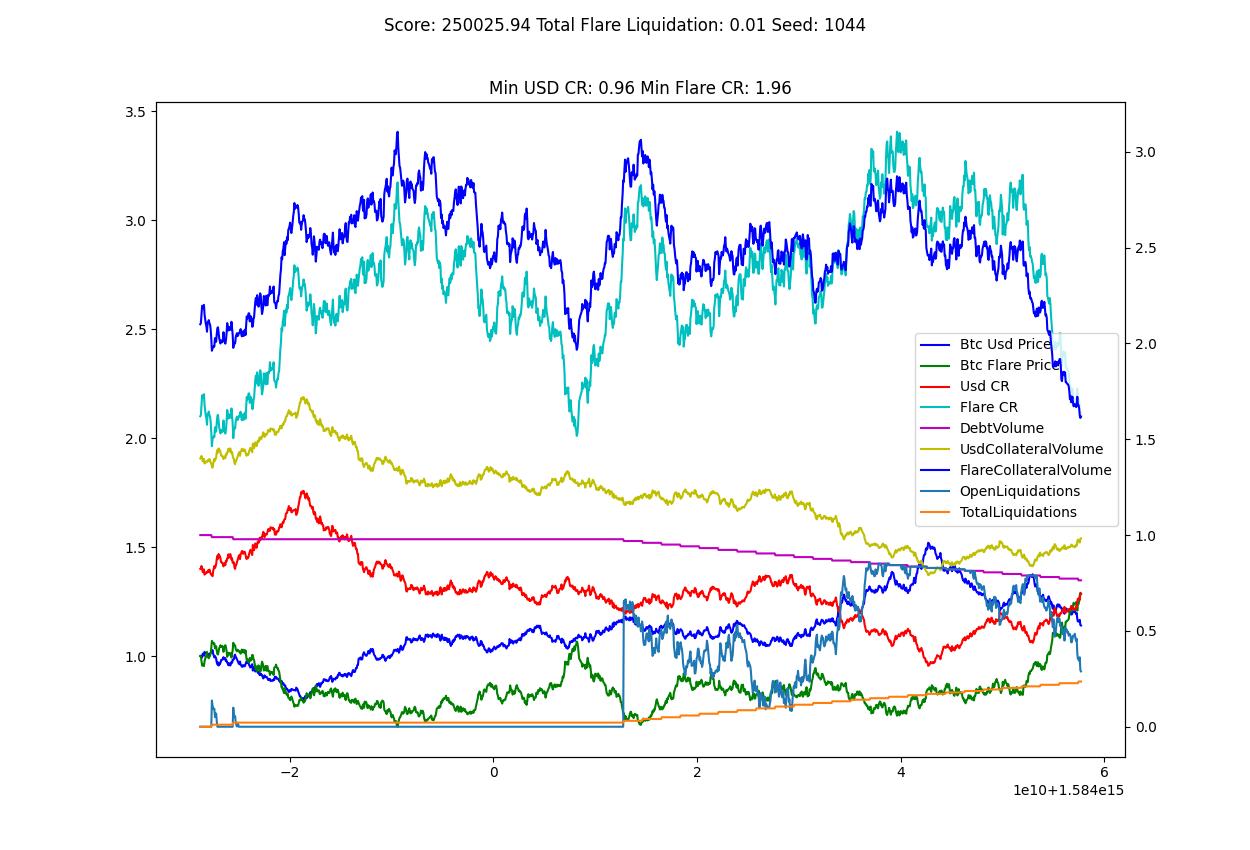 Score: 250025.94 Total Flare Liquidation: 0.01 Seed: 1044
Min USD CR: 0.96 Min Flare CR: 1.96
3.5
3.0
2.5
2.0
1.5
1.0
3.0
2.5
2.0
1.5
1.0
0.5
0.0
Btc Usd Price
Btc Flare Price
Usd CR
Flare CR
DebtVolume
UsdCollateralVolume
FlareCollateralVolume
OpenLiquidations
TotalLiquidations
−2 0 2 4 6
1e10+1.584e15